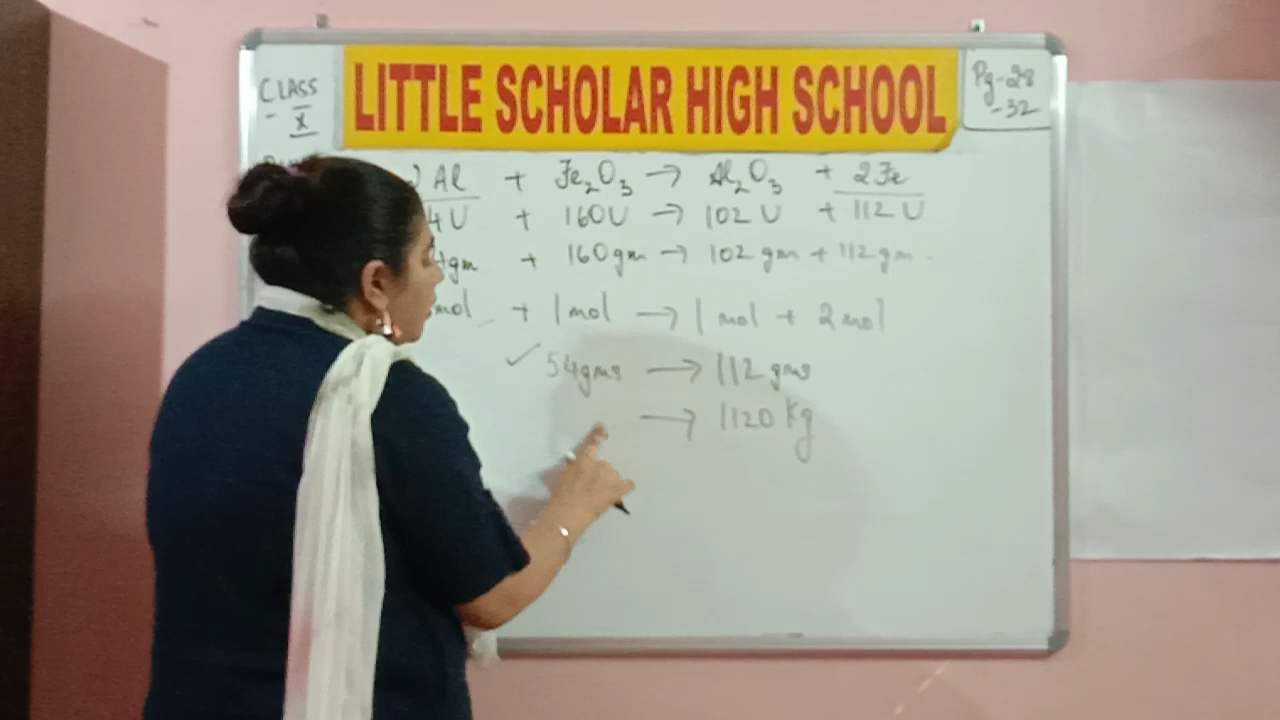 LITTLE SCHOLAR HIGH SCHOOL
CLASS
- X
Pg-28
-32
Al + Fe₂O₃ → Al₂O₃ + 2Fe
4U + 160U → 102U + 112U
4gm + 160gm → 102gm + 112gm.
mol + 1mol → 1mol + 2mol
✓ 54gms → 112gms
→ 1120 Kg